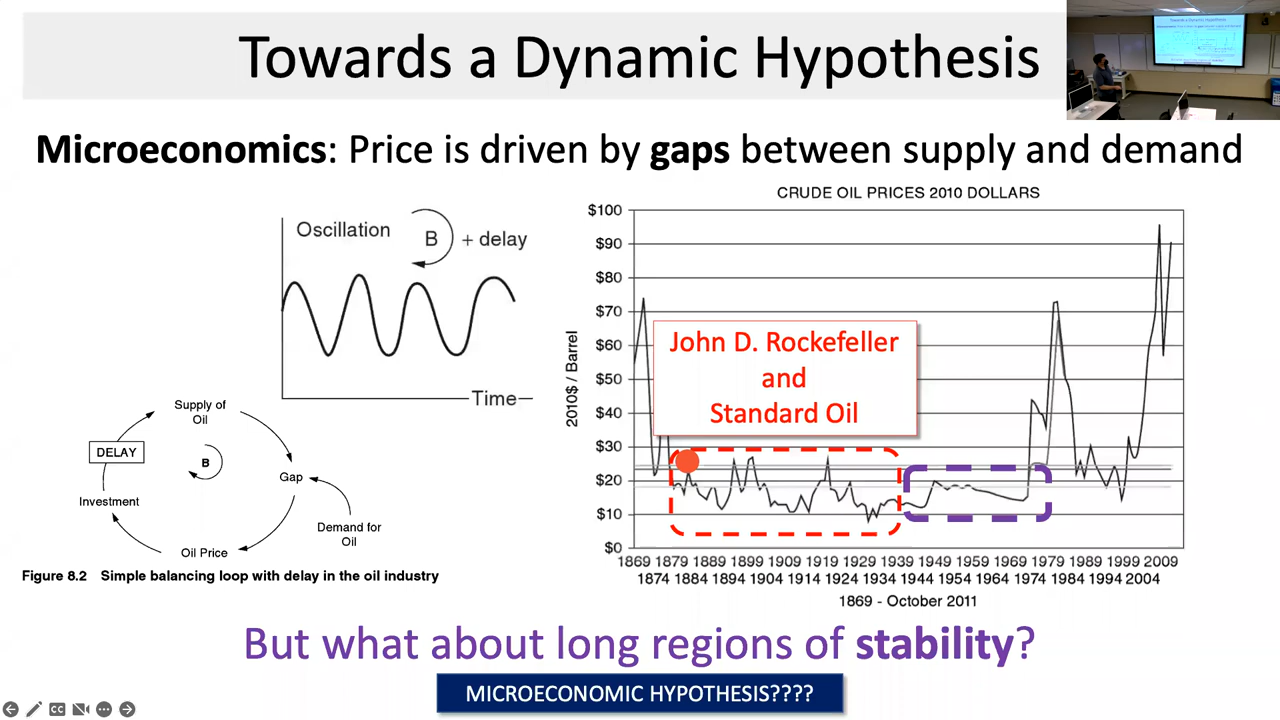 Towards a Dynamic Hypothesis
Microeconomics: Price is driven by gaps between supply and demand
Oscillation
B
+ delay
Time
Supply of
Oil
DELAY
B
Gap
Investment
Demand for
Oil
Oil Price
Figure 8.2 Simple balancing loop with delay in the oil industry
CRUDE OIL PRICES 2010 DOLLARS
2010$ / Barrel
$100
$90
$80
$70
$60
$50
$40
$30
$20
$10
$0
John D. Rockefeller
and
Standard Oil
1869 1879 1889 1899 1909 1919 1929 1939 1949 1959 1969 1979 1989 1999 2009
1874 1884 1894 1904 1914 1924 1934 1944 1954 1964 1974 1984 1994 2004
1869 - October 2011
But what about long regions of stability?
MICROECONOMIC HYPOTHESIS????
CC